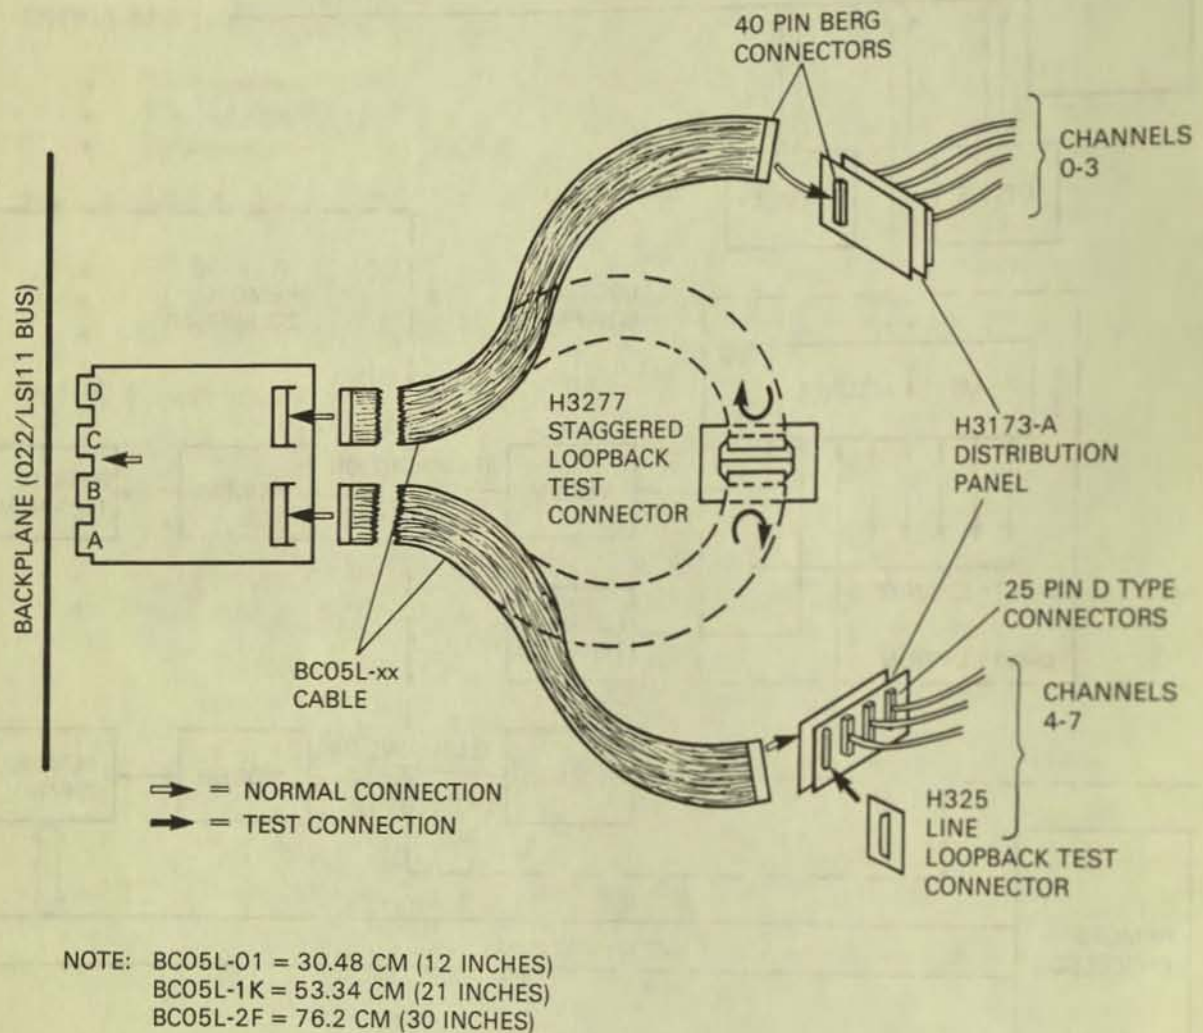 40 PIN BERG
CONNECTORS
CHANNELS
0-3
BACKPLANE (Q22/LSI11 BUS)
D
C
B
A
H3277
STAGGERED
LOOPBACK
TEST
CONNECTOR
H3173-A
DISTRIBUTION
PANEL
25 PIN D TYPE
CONNECTORS
BC05L-xx
CABLE
CHANNELS
4-7
= NORMAL CONNECTION
= TEST CONNECTION
H325
LINE
LOOPBACK TEST
CONNECTOR
NOTE: BC05L-01 = 30.48 CM (12 INCHES)
BC05L-1K = 53.34 CM (21 INCHES)
BC05L-2F = 76.2 CM (30 INCHES)